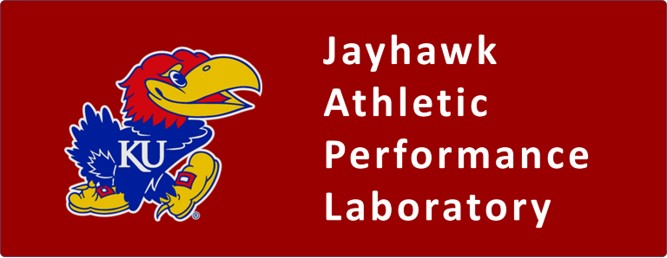 Jayhawk
Athletic
Performance
Laboratory
KU
®